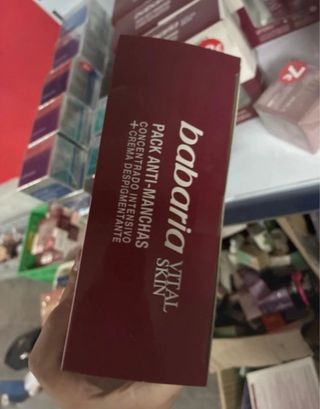 babaria
VITAL
SKIN
PACK ANTI-MANCHAS
CONCENTRADO INTENSIVO
+CREMA DESPIGMENTANTE